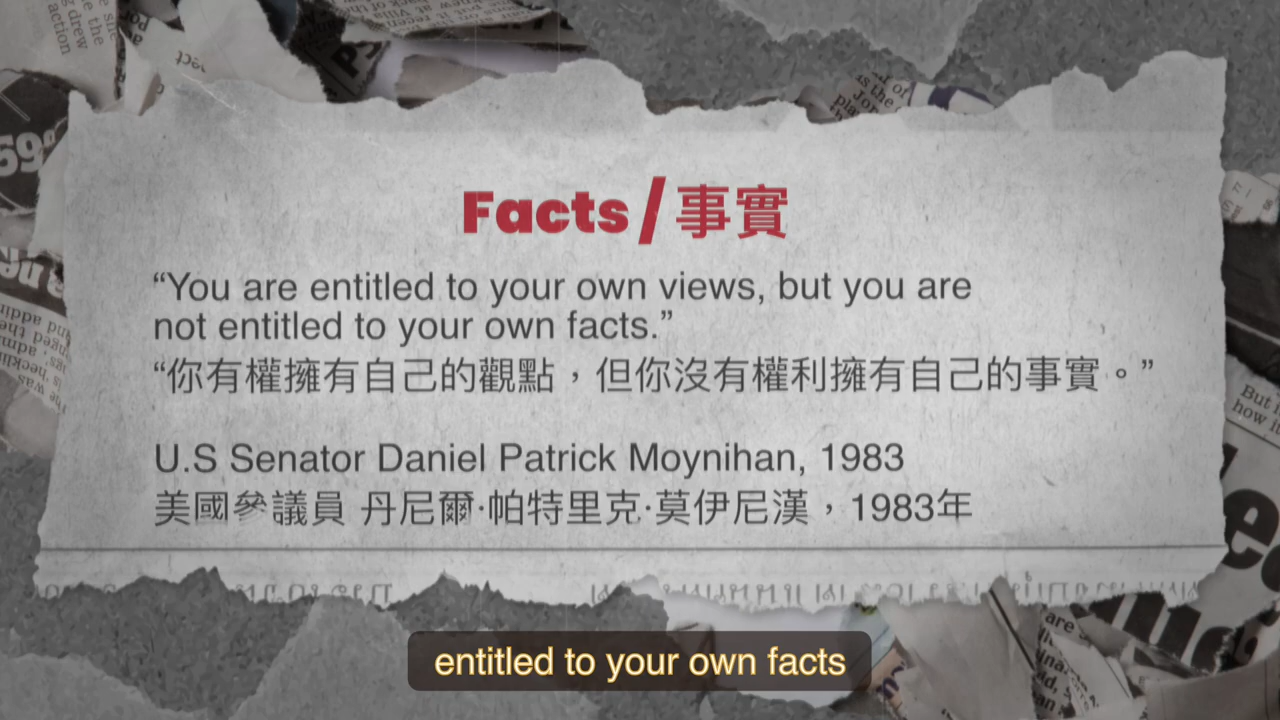 Facts/事實
“You are entitled to your own views, but you are
not entitled to your own facts.”
“你有權擁有自己的觀點，但你沒有權利擁有自己的事實。”
U.S Senator Daniel Patrick Moynihan, 1983
美國參議員 丹尼爾·帕特里克·莫伊尼漢，1983年
entitled to your own facts